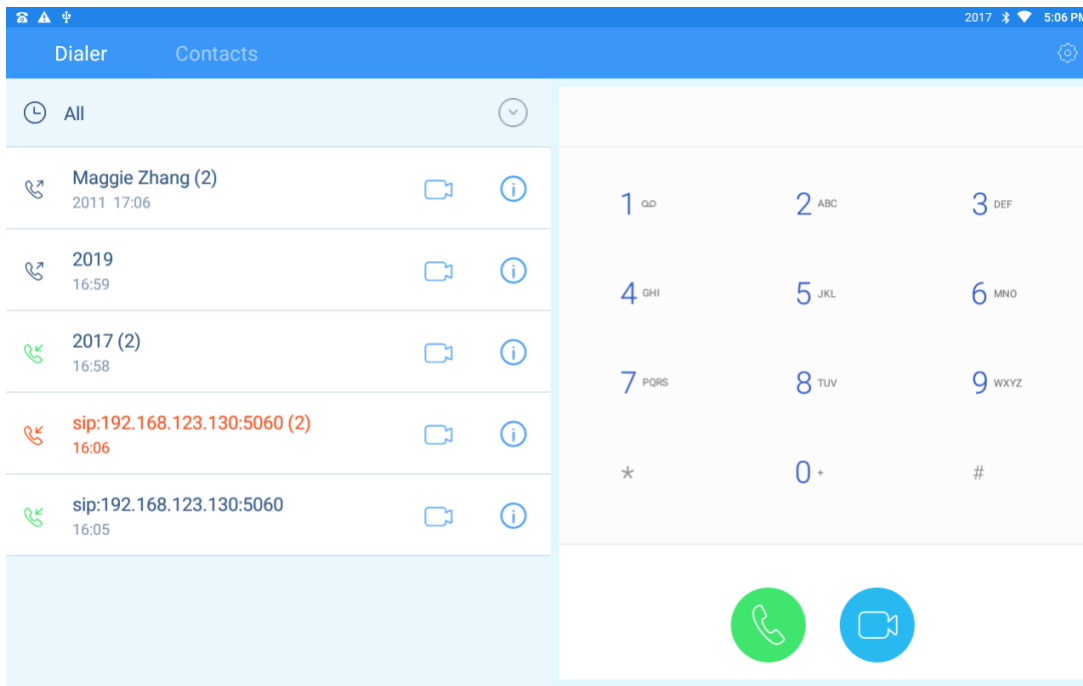 2017 5:06 PM
Dialer Contacts
All
Maggie Zhang (2)
2011 17:06
2019
16:59
2017 (2)
16:58
sip:192.168.123.130:5060 (2)
16:06
sip:192.168.123.130:5060
16:05
1 2 ABC 3 DEF
4 GHI 5 JKL 6 MNO
7 PQRS 8 TUV 9 WXYZ
* 0 + #